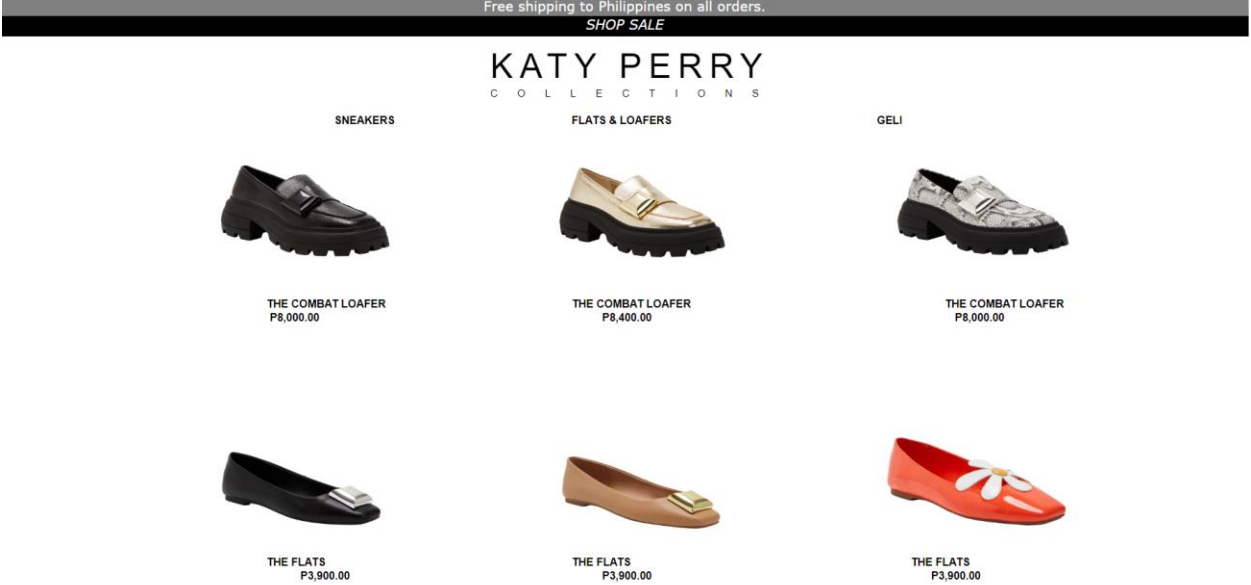 Free shipping to Philippines on all orders.
SHOP SALE
KATY PERRY
COLLECTIONS
SNEAKERS
FLATS & LOAFERS
GELI
THE COMBAT LOAFER
P8,000.00
THE COMBAT LOAFER
P8,400.00
THE COMBAT LOAFER
P8,000.00
THE FLATS
P3,900.00
THE FLATS
P3,900.00
THE FLATS
P3,900.00